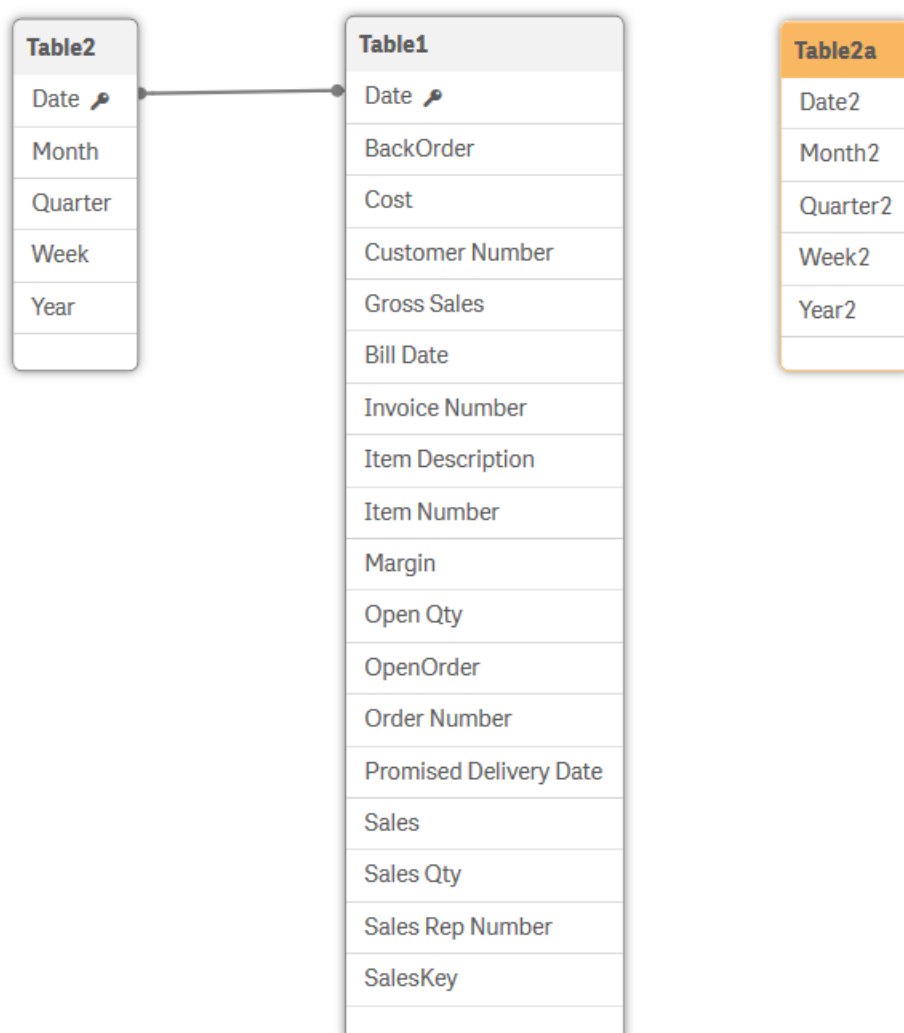 Table2
Date
Month
Quarter
Week
Year
Table1
Date
BackOrder
Cost
Customer Number
Gross Sales
Bill Date
Invoice Number
Item Description
Item Number
Margin
Open Qty
OpenOrder
Order Number
Promised Delivery Date
Sales
Sales Qty
Sales Rep Number
SalesKey
Table2a
Date2
Month2
Quarter2
Week2
Year2